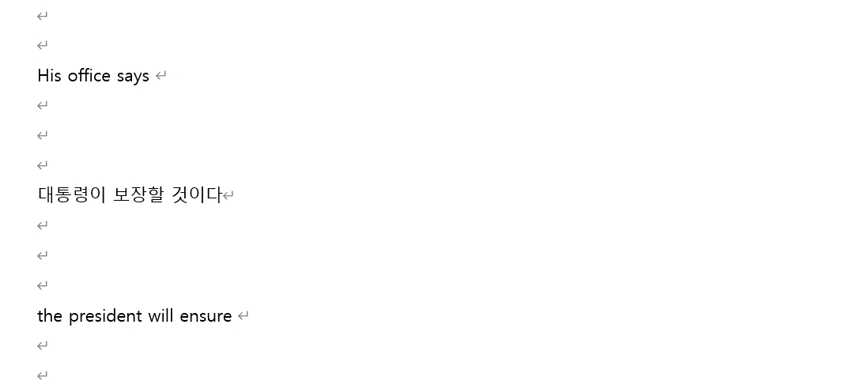 His office says
대통령이 보장할 것이다
the president will ensure